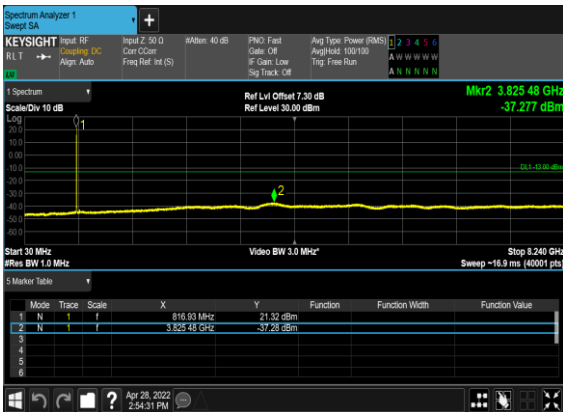 Spectrum Analyzer 1
Swept SA
+
KEYSIGHT Input: RF Input Z: 50 Ω #Atten: 40 dB PNO: Fast Avg Type: Power (RMS) 1 2 3 4 5 6
RLT Coupling: DC Corr CCorr Gate: Off Avg|Hold: 100/100 A W W W W W
Align: Auto Freq Ref: Int (S) IF Gain: Low Trig: Free Run
LW Sig Track: Off A N N N N N
1 Spectrum Ref Lvl Offset 7.30 dB Mkr2 3.825 48 GHz
Scale/Div 10 dB Ref Level 30.00 dBm -37.277 dBm
Log
20.0
10.0
0.00
-10.0
-20.0
-30.0
-40.0
-50.0
-60.0
1
DL1 -13.00 dBm
2
Start 30 MHz Video BW 3.0 MHz* Stop 8.240 GHz
#Res BW 1.0 MHz Sweep ~16.9 ms (40001 pts)
5 Marker Table
Mode Trace Scale X Y Function Function Width Function Value
1 N 1 f 816.93 MHz 21.32 dBm
2 N 1 f 3.825 48 GHz -37.28 dBm
3
4
5
6
? Apr 28, 2022
2:54:31 PM